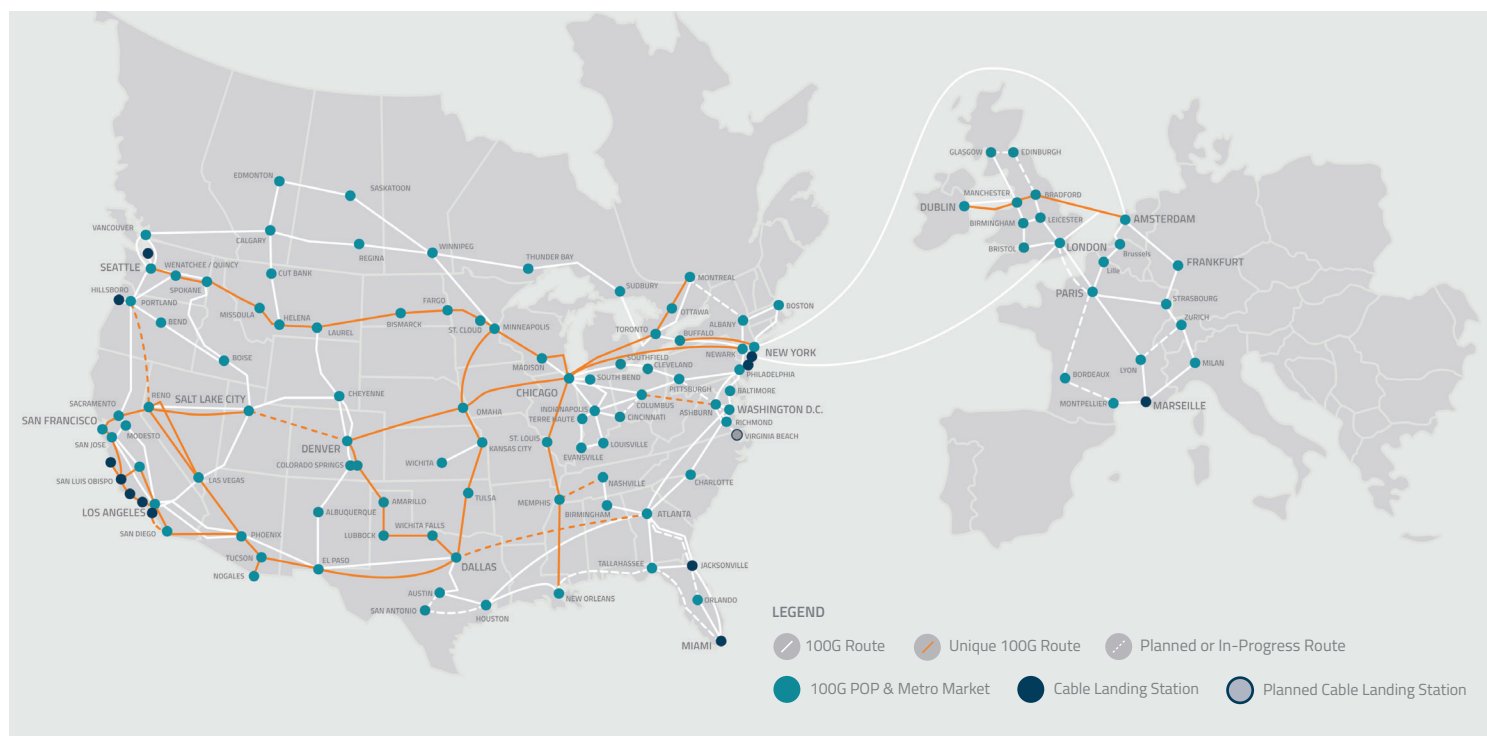 EDMONTON
SASKATOON
VANCOUVER
CALGARY
REGINA
WINNIPEG
THUNDER BAY
SUDBURY
MONTREAL
SEATTLE
WENATCHEE / QUINCY
SPOKANE
CUT BANK
HILLSBORO
PORTLAND
MISSOULA
HELENA
LAUREL
BISMARCK
FARGO
ST. CLOUD
MINNEAPOLIS
TORONTO
OTTAWA
BUFFALO
ALBANY
BOSTON
BEND
BOISE
MADISON
SOUTHFIELD
CLEVELAND
NEWARK
NEW YORK
PHILADELPHIA
SACRAMENTO
RENO
SALT LAKE CITY
CHEYENNE
OMAHA
CHICAGO
SOUTH BEND
PITTSBURGH
BALTIMORE
SAN FRANCISCO
MODESTO
SAN JOSE
DENVER
COLORADO SPRINGS
WICHITA
KANSAS CITY
ST. LOUIS
INDIANAPOLIS
TERRE HAUTE
COLUMBUS
CINCINNATI
ASHBURN
WASHINGTON D.C.
RICHMOND
VIRGINIA BEACH
EVANSVILLE
LOUISVILLE
SAN LUIS OBISPO
LAS VEGAS
LOS ANGELES
SAN DIEGO
PHOENIX
TUCSON
NOGALES
ALBUQUERQUE
AMARILLO
LUBBOCK
WICHITA FALLS
TULSA
MEMPHIS
NASHVILLE
BIRMINGHAM
CHARLOTTE
ATLANTA
EL PASO
DALLAS
AUSTIN
SAN ANTONIO
HOUSTON
NEW ORLEANS
TALLAHASSEE
JACKSONVILLE
ORLANDO
MIAMI
GLASGOW
EDINBURGH
MANCHESTER
BRADFORD
DUBLIN
BIRMINGHAM
LEICESTER
BRISTOL
LONDON
AMSTERDAM
Brussels
Lille
FRANKFURT
PARIS
STRASBOURG
ZURICH
LYON
MILAN
BORDEAUX
MONTPELLIER
MARSEILLE
LEGEND
100G Route
Unique 100G Route
Planned or In-Progress Route
100G POP & Metro Market
Cable Landing Station
Planned Cable Landing Station